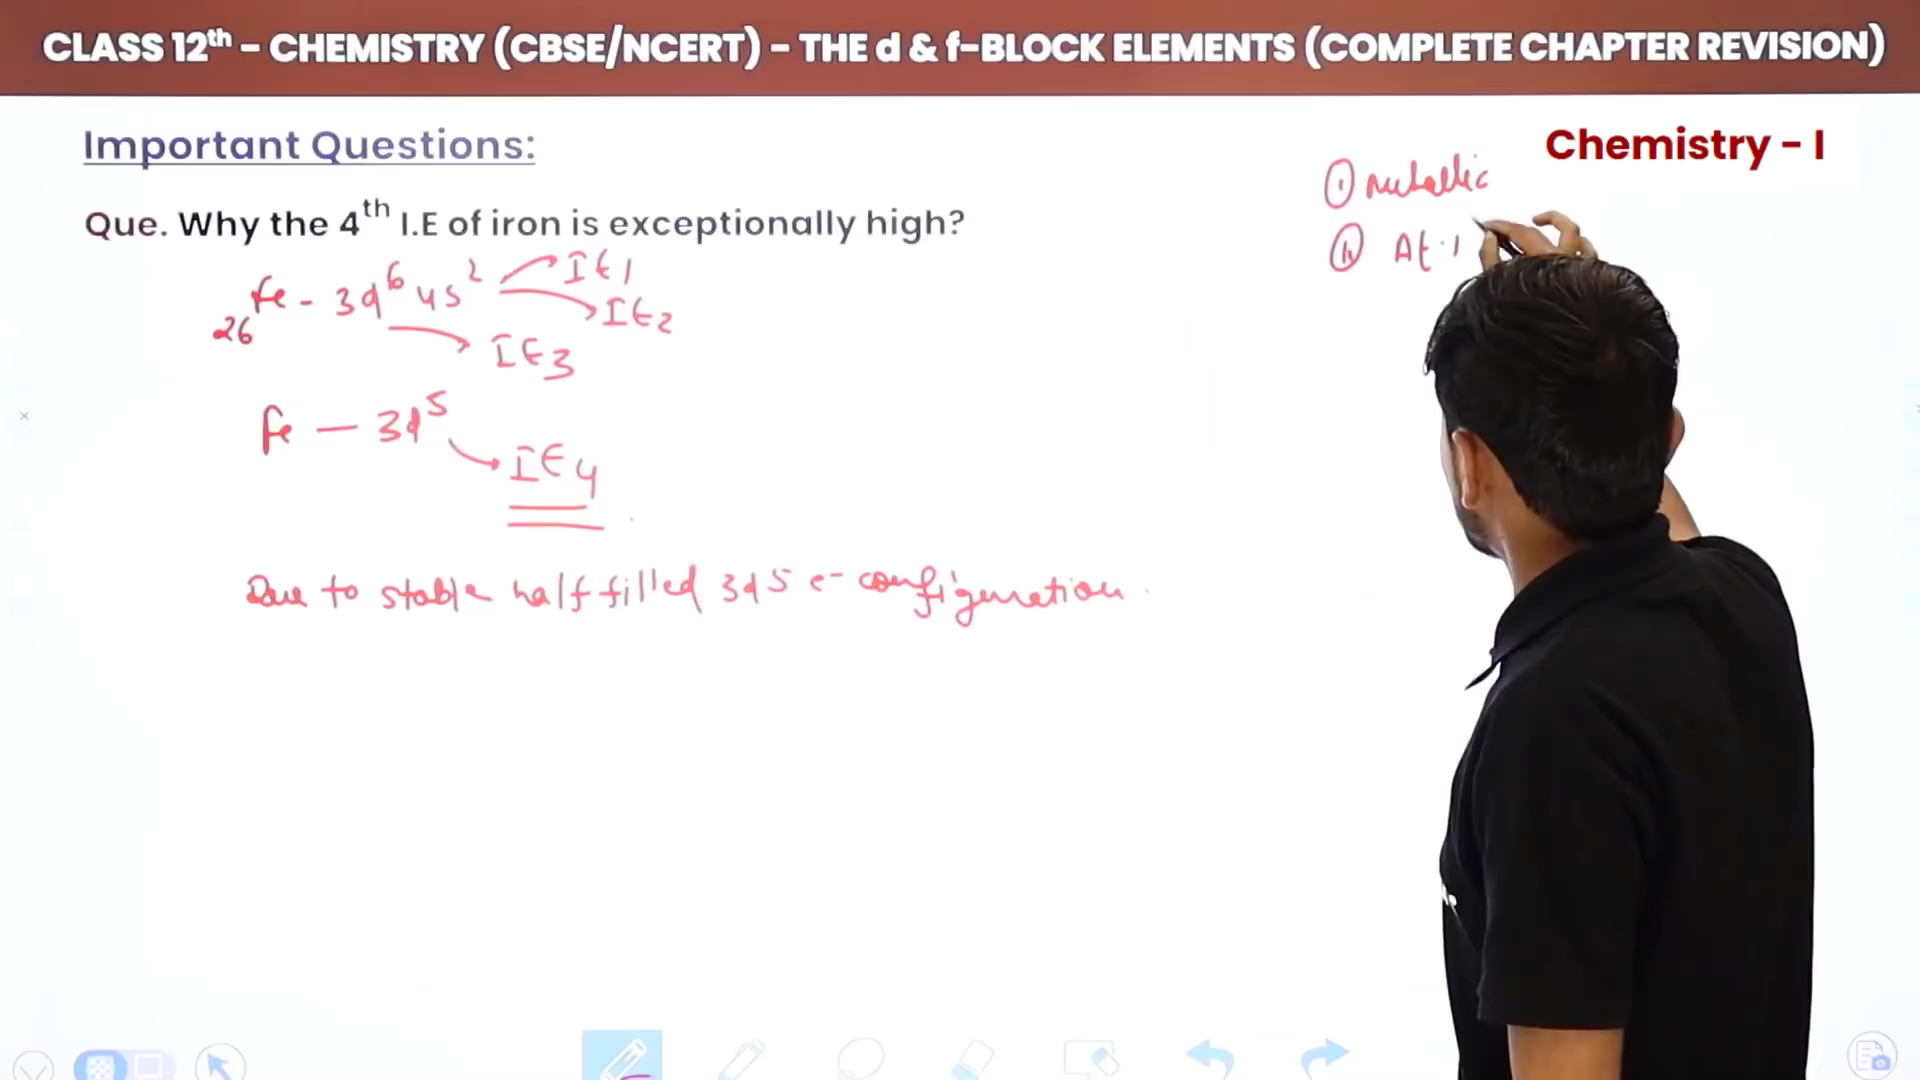 CLASS 12th - CHEMISTRY (CBSE/NCERT) - THE d & f-BLOCK ELEMENTS (COMPLETE CHAPTER REVISION)
Important Questions:
Chemistry - I
Que. Why the 4th I.E of iron is exceptionally high?
① Metallic
② At.
26Fe - 3d⁶ 4s² IE1
IE2
IE3
Fe — 3d⁵
IE4
Due to stable half filled 3d5 e- configuration